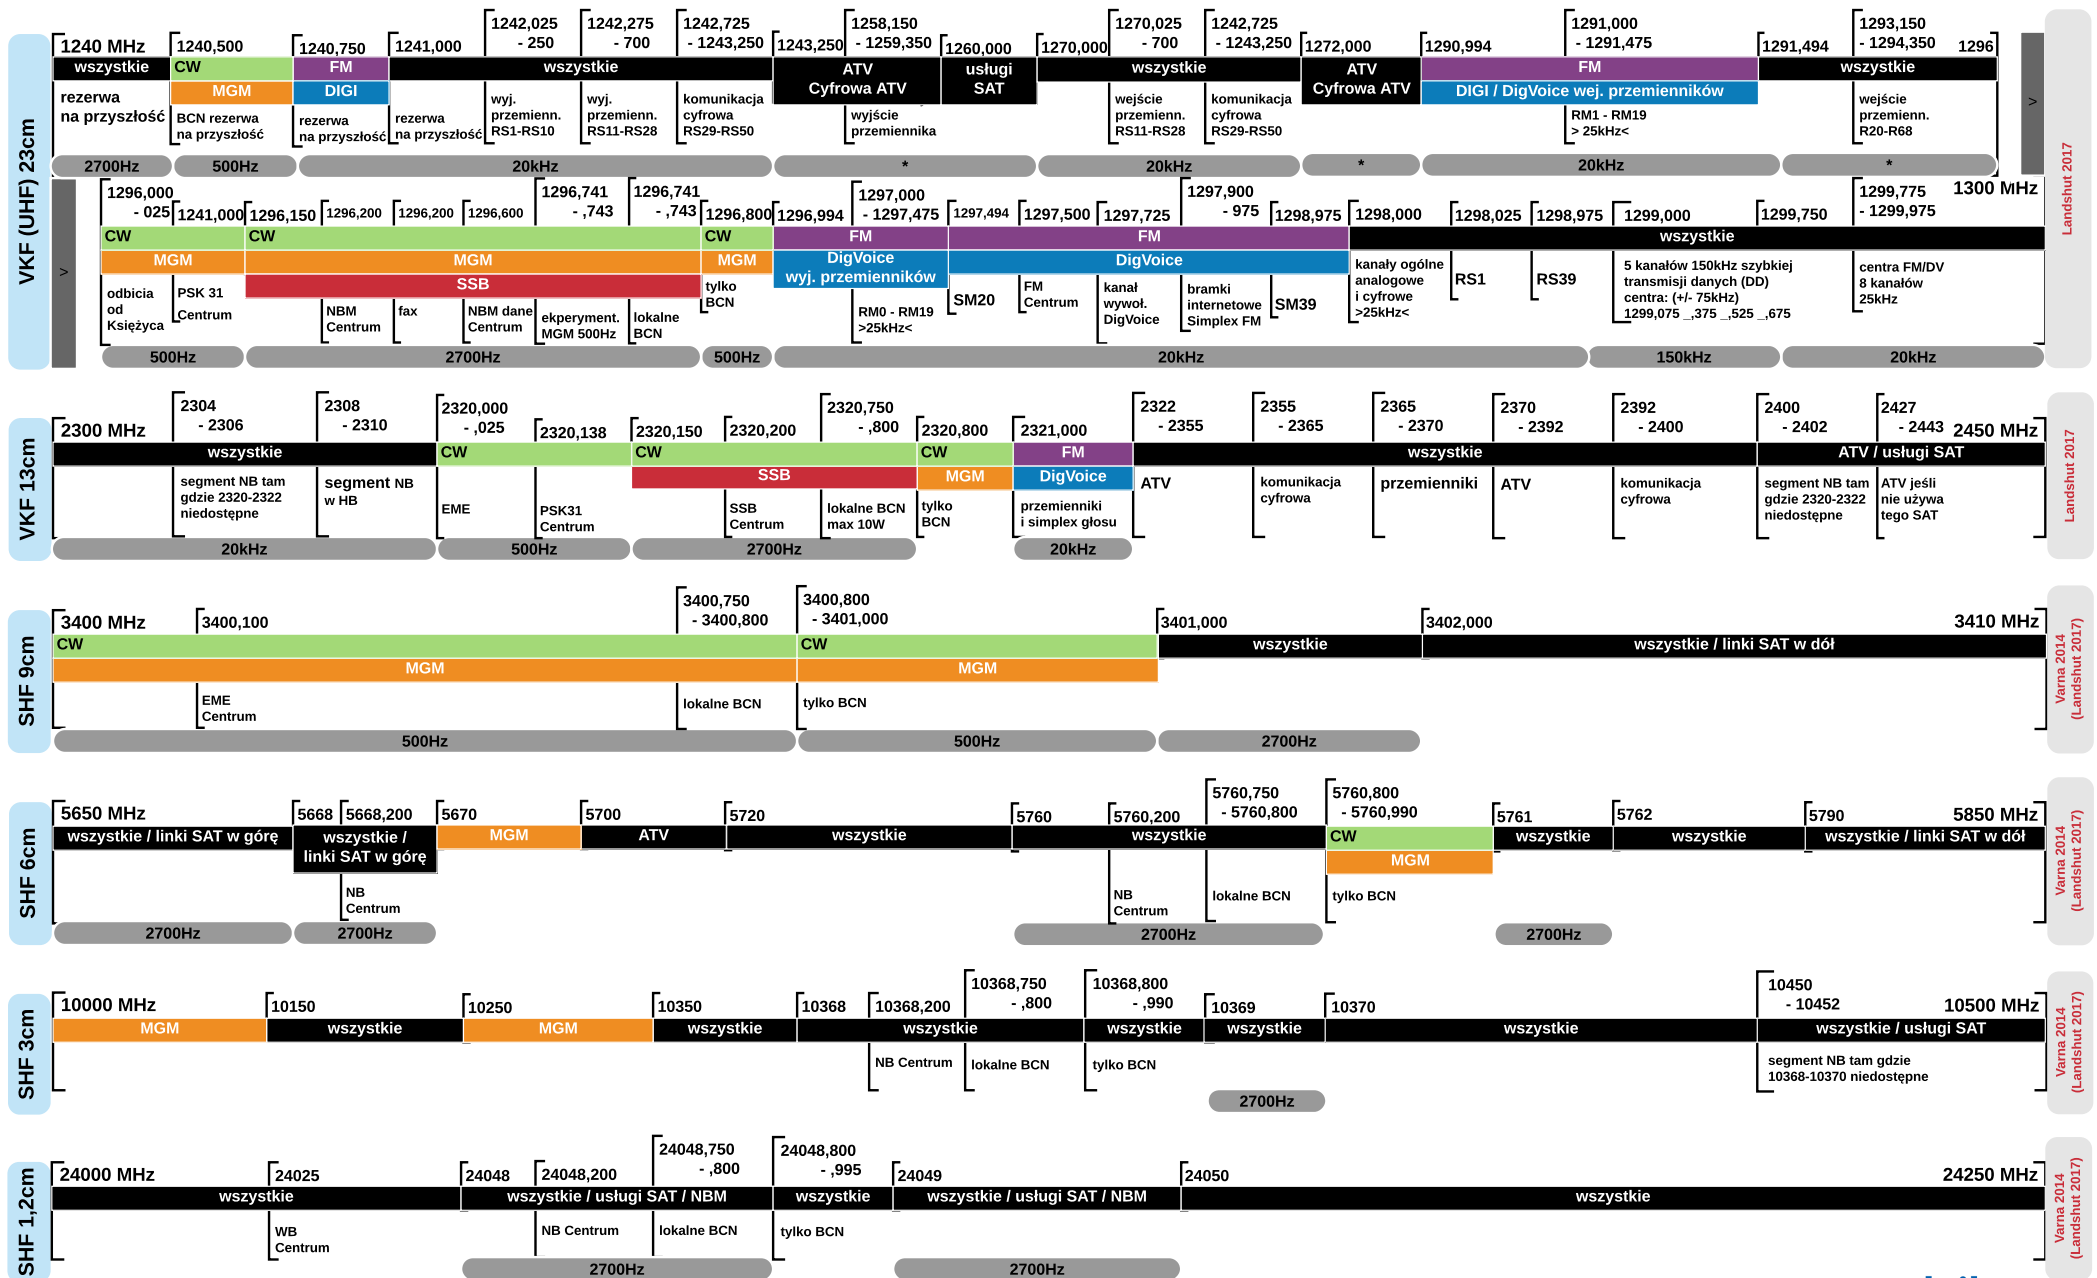 VKF (UHF) 23cm
1240 MHz
1240,500
1240,750
1241,000
1242,025
- 250
1242,275
- 700
1242,725
- 1243,250
1243,250
1258,150
- 1259,350
1260,000
1270,000
1270,025
- 700
1242,725
- 1243,250
1272,000
1290,994
1291,000
- 1291,475
1291,494
1293,150
- 1294,350
1296
wszystkie
CW
FM
wszystkie
ATV
Cyfrowa ATV
usługi
SAT
wszystkie
ATV
Cyfrowa ATV
FM
wszystkie
MGM
DIGI
DIGI / DigVoice wej. przemienników
rezerwa
na przyszłość
BCN rezerwa
na przyszłość
rezerwa
na przyszłość
rezerwa
na przyszłość
wyj.
przemienn.
RS1-RS10
wyj.
przemienn.
RS11-RS28
komunikacja
cyfrowa
RS29-RS50
wyjście
przemiennika
wejście
przemienn.
RS11-RS28
komunikacja
cyfrowa
RS29-RS50
RM1 - RM19
> 25kHz<
wejście
przemienn.
R20-R68
>
2700Hz
500Hz
20kHz
*
20kHz
*
20kHz
*
Landshut 2017
>
1296,000
- 025
1241,000
1296,150
1296,200
1296,200
1296,600
1296,741
- ,743
1296,741
- ,743
1296,800
1296,994
1297,000
- 1297,475
1297,494
1297,500
1297,725
1297,900
- 975
1298,975
1298,000
1298,025
1298,975
1299,000
1299,750
1299,775
- 1299,975
1300 MHz
CW
CW
CW
FM
FM
wszystkie
MGM
MGM
MGM
DigVoice
wyj. przemienników
DigVoice
SSB
odbicia
od
Księżyca
PSK 31
Centrum
NBM
Centrum
fax
NBM dane
Centrum
ekperyment.
MGM 500Hz
lokalne
BCN
tylko
BCN
RM0 - RM19
>25kHz<
SM20
FM
Centrum
kanał
wywoł.
DigVoice
bramki
internetowe
Simplex FM
SM39
kanały ogólne
analogowe
i cyfrowe
>25kHz<
RS1
RS39
5 kanałów 150kHz szybkiej
transmisji danych (DD)
centra: (+/- 75kHz)
1299,075 _,375 _,525 _,675
centra FM/DV
8 kanałów
25kHz
500Hz
2700Hz
500Hz
20kHz
150kHz
20kHz
VKF 13cm
2300 MHz
2304
- 2306
2308
- 2310
2320,000
- ,025
2320,138
2320,150
2320,200
2320,750
- ,800
2320,800
2321,000
2322
- 2355
2355
- 2365
2365
- 2370
2370
- 2392
2392
- 2400
2400
- 2402
2427
- 2443
2450 MHz
wszystkie
CW
CW
CW
FM
wszystkie
ATV / usługi SAT
SSB
MGM
DigVoice
segment NB tam
gdzie 2320-2322
niedostępne
segment NB
w HB
EME
PSK31
Centrum
SSB
Centrum
lokalne BCN
max 10W
tylko
BCN
przemienniki
i simplex głosu
ATV
komunikacja
cyfrowa
przemienniki
ATV
komunikacja
cyfrowa
segment NB tam
gdzie 2320-2322
niedostępne
ATV jeśli
nie używa
tego SAT
20kHz
500Hz
2700Hz
20kHz
Landshut 2017
SHF 9cm
3400 MHz
3400,100
3400,750
- 3400,800
3400,800
- 3401,000
3401,000
3402,000
3410 MHz
CW
CW
wszystkie
wszystkie / linki SAT w dół
MGM
MGM
EME
Centrum
lokalne BCN
tylko BCN
500Hz
500Hz
2700Hz
Varna 2014
(Landshut 2017)
SHF 6cm
5650 MHz
5668
5668,200
5670
5700
5720
5760
5760,200
5760,750
- 5760,800
5760,800
- 5760,990
5761
5762
5790
5850 MHz
wszystkie / linki SAT w górę
wszystkie /
linki SAT w górę
MGM
ATV
wszystkie
wszystkie
CW
wszystkie
wszystkie
wszystkie / linki SAT w dół
MGM
NB
Centrum
NB
Centrum
lokalne BCN
tylko BCN
2700Hz
2700Hz
2700Hz
2700Hz
Varna 2014
(Landshut 2017)
SHF 3cm
10000 MHz
10150
10250
10350
10368
10368,200
10368,750
- ,800
10368,800
- ,990
10369
10370
10450
- 10452
10500 MHz
MGM
wszystkie
MGM
wszystkie
wszystkie
wszystkie
wszystkie
wszystkie
wszystkie / usługi SAT
NB Centrum
lokalne BCN
tylko BCN
segment NB tam gdzie
10368-10370 niedostępne
2700Hz
Varna 2014
(Landshut 2017)
SHF 1,2cm
24000 MHz
24025
24048
24048,200
24048,750
- ,800
24048,800
- ,995
24049
24050
24250 MHz
wszystkie
wszystkie / usługi SAT / NBM
wszystkie
wszystkie / usługi SAT / NBM
wszystkie
WB
Centrum
NB Centrum
lokalne BCN
tylko BCN
2700Hz
2700Hz
Varna 2014
(Landshut 2017)